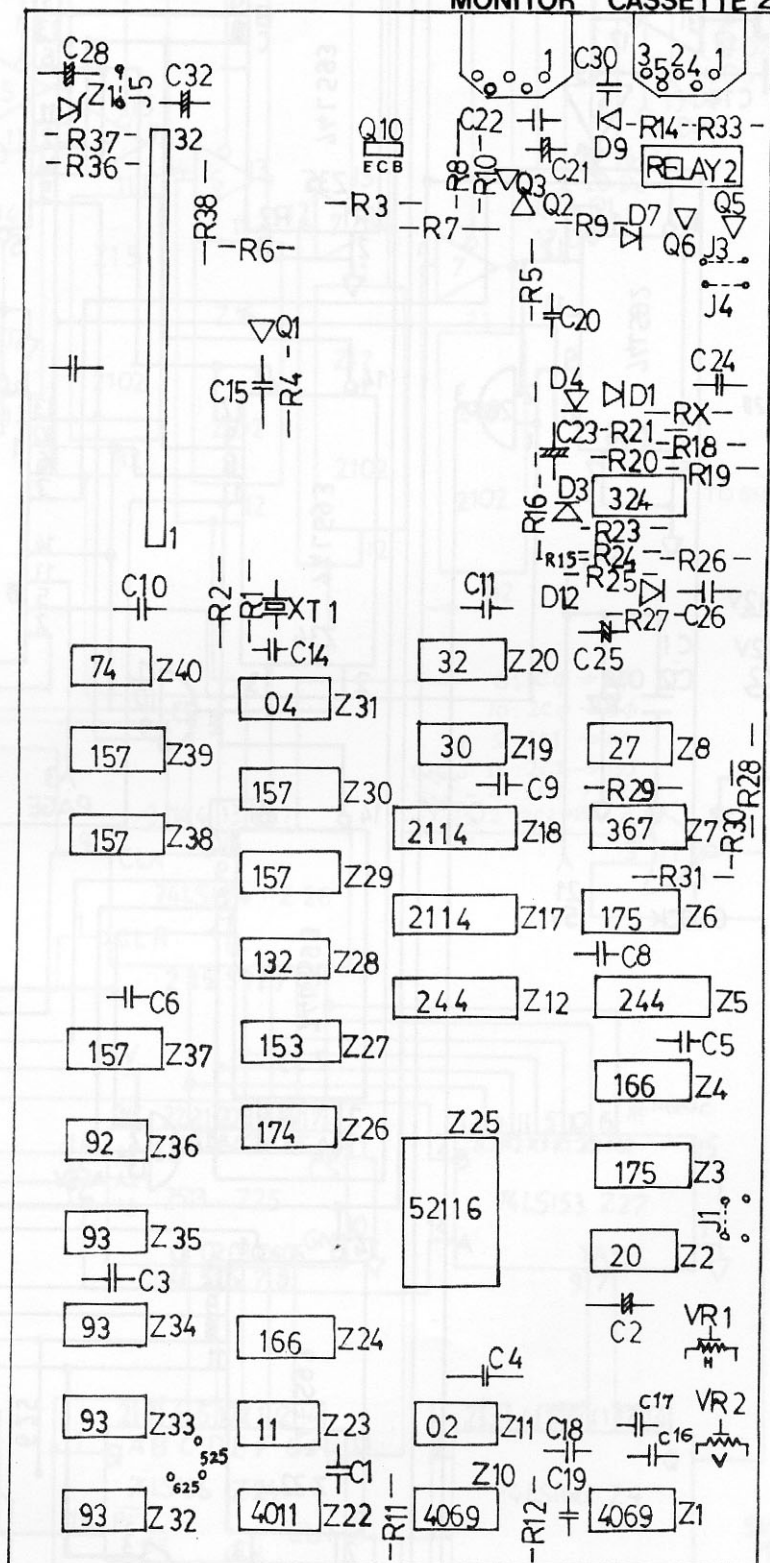 MONITOR CASSETTE 2
C28 Z1 J5 C32
1 C30 3 5 2 4 1
R37 32 Q10 C22 R14 R33
R36 E C B R8 R10 C21 D9 RELAY 2
R38 R3 Q3 Q2 D7 Q5
R6 R7 R9 Q6 J3
R5 J4
Q1 C20
C15 R4 D4 D1 C24
RX
C23 R21 R18
R20 R19
R16 D3 324
R23
1 R15 R24 R26
C10 R2 R1 XT1 C11 D12 R25
R27 C26
C14 C25
74 Z40 32 Z20
04 Z31
157 Z39 30 Z19 27 Z8 R28
157 Z30 C9 R29
157 Z38 2114 Z18 367 Z7 R30
157 Z29 R31
2114 Z17 175 Z6
132 Z28 C8
C6 244 Z12 244 Z5
157 Z37 153 Z27 C5
166 Z4
92 Z36 174 Z26 Z25
175 Z3
52116 J1
93 Z35 20 Z2
C3
93 Z34 166 Z24 C4 C2 VR1
H
93 Z33 11 Z23 02 Z11 C18 C17 VR2
525 C16 V
625 C1 Z10 C19
93 Z32 4011 Z22 R11 4069 R12 4069 Z1